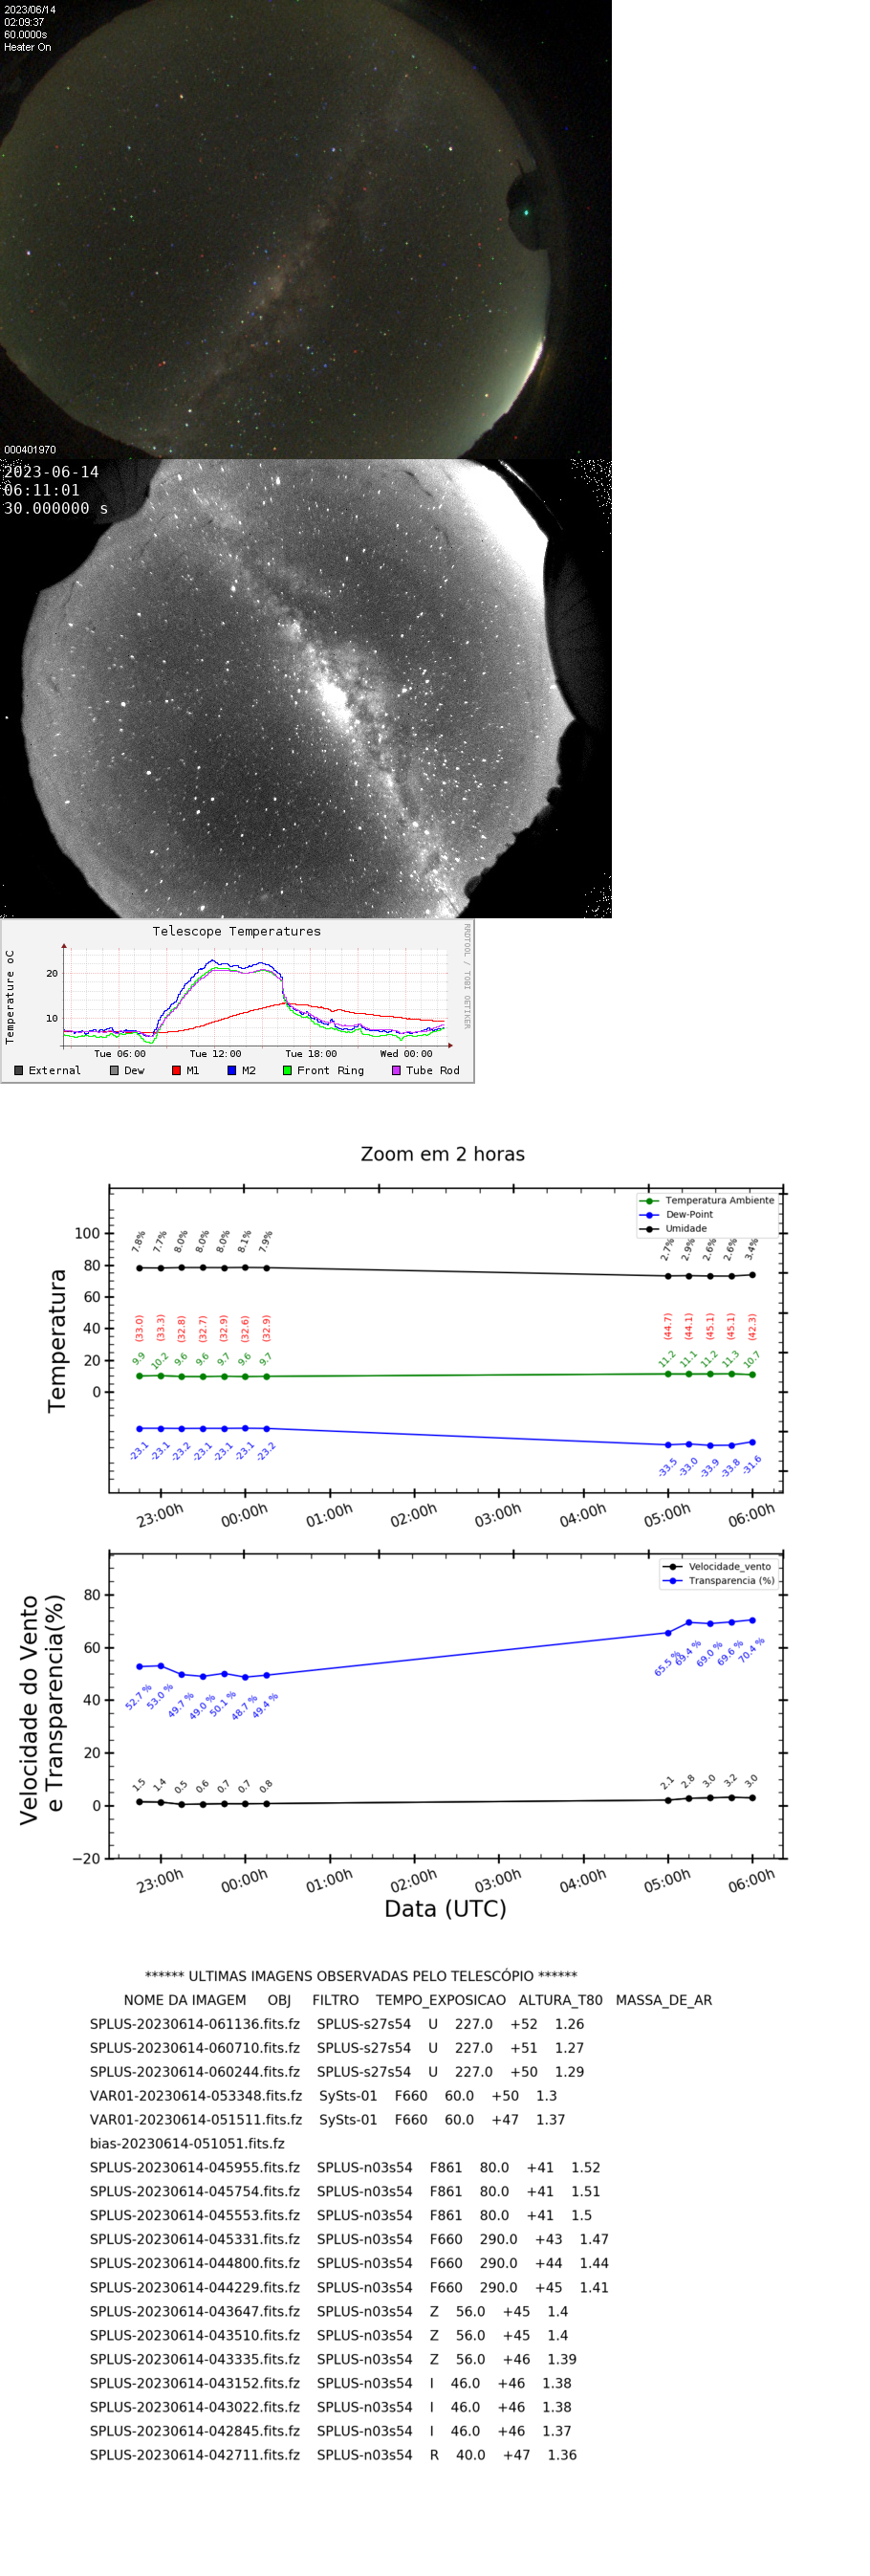 2023/06/14
02:09:37
60.0000s
Heater On
000401970
2023-06-14
06:11:01
30.000000 s
Telescope Temperatures
RRDTOOL / TOBI OETIKER
Temperature oC
20
10
Tue 06:00 Tue 12:00 Tue 18:00 Wed 00:00
External Dew M1 M2 Front Ring Tube Rod
Zoom em 2 horas
Temperatura
Temperatura Ambiente
Dew-Point
Umidade
100
80
60
40
20
0
7.8% 7.7% 8.0% 8.0% 8.0% 8.1% 7.9% 2.7% 2.9% 2.6% 2.6% 3.4%
(33.0) (33.3) (32.8) (32.7) (32.9) (32.6) (32.9) (44.7) (44.1) (45.1) (45.1) (42.3)
9.9 10.2 9.6 9.6 9.7 9.6 9.7 11.2 11.1 11.2 11.3 10.7
-23.1 -23.1 -23.2 -23.1 -23.1 -23.1 -23.2 -33.5 -33.0 -33.9 -33.8 -31.6
23:00h 00:00h 01:00h 02:00h 03:00h 04:00h 05:00h 06:00h
Velocidade do Vento
e Transparencia(%)
Velocidade_vento
Transparencia (%)
80
60
40
20
0
−20
52.7 % 53.0 % 49.7 % 49.0 % 50.1 % 48.7 % 49.4 % 65.5 % 69.4 % 69.0 % 69.6 % 70.4 %
1.5 1.4 0.5 0.6 0.7 0.7 0.8 2.1 2.8 3.0 3.2 3.0
23:00h 00:00h 01:00h 02:00h 03:00h 04:00h 05:00h 06:00h
Data (UTC)
****** ULTIMAS IMAGENS OBSERVADAS PELO TELESCÓPIO ******
NOME DA IMAGEM OBJ FILTRO TEMPO_EXPOSICAO ALTURA_T80 MASSA_DE_AR
SPLUS-20230614-061136.fits.fz SPLUS-s27s54 U 227.0 +52 1.26
SPLUS-20230614-060710.fits.fz SPLUS-s27s54 U 227.0 +51 1.27
SPLUS-20230614-060244.fits.fz SPLUS-s27s54 U 227.0 +50 1.29
VAR01-20230614-053348.fits.fz SySts-01 F660 60.0 +50 1.3
VAR01-20230614-051511.fits.fz SySts-01 F660 60.0 +47 1.37
bias-20230614-051051.fits.fz
SPLUS-20230614-045955.fits.fz SPLUS-n03s54 F861 80.0 +41 1.52
SPLUS-20230614-045754.fits.fz SPLUS-n03s54 F861 80.0 +41 1.51
SPLUS-20230614-045553.fits.fz SPLUS-n03s54 F861 80.0 +41 1.5
SPLUS-20230614-045331.fits.fz SPLUS-n03s54 F660 290.0 +43 1.47
SPLUS-20230614-044800.fits.fz SPLUS-n03s54 F660 290.0 +44 1.44
SPLUS-20230614-044229.fits.fz SPLUS-n03s54 F660 290.0 +45 1.41
SPLUS-20230614-043647.fits.fz SPLUS-n03s54 Z 56.0 +45 1.4
SPLUS-20230614-043510.fits.fz SPLUS-n03s54 Z 56.0 +45 1.4
SPLUS-20230614-043335.fits.fz SPLUS-n03s54 Z 56.0 +46 1.39
SPLUS-20230614-043152.fits.fz SPLUS-n03s54 I 46.0 +46 1.38
SPLUS-20230614-043022.fits.fz SPLUS-n03s54 I 46.0 +46 1.38
SPLUS-20230614-042845.fits.fz SPLUS-n03s54 I 46.0 +46 1.37
SPLUS-20230614-042711.fits.fz SPLUS-n03s54 R 40.0 +47 1.36